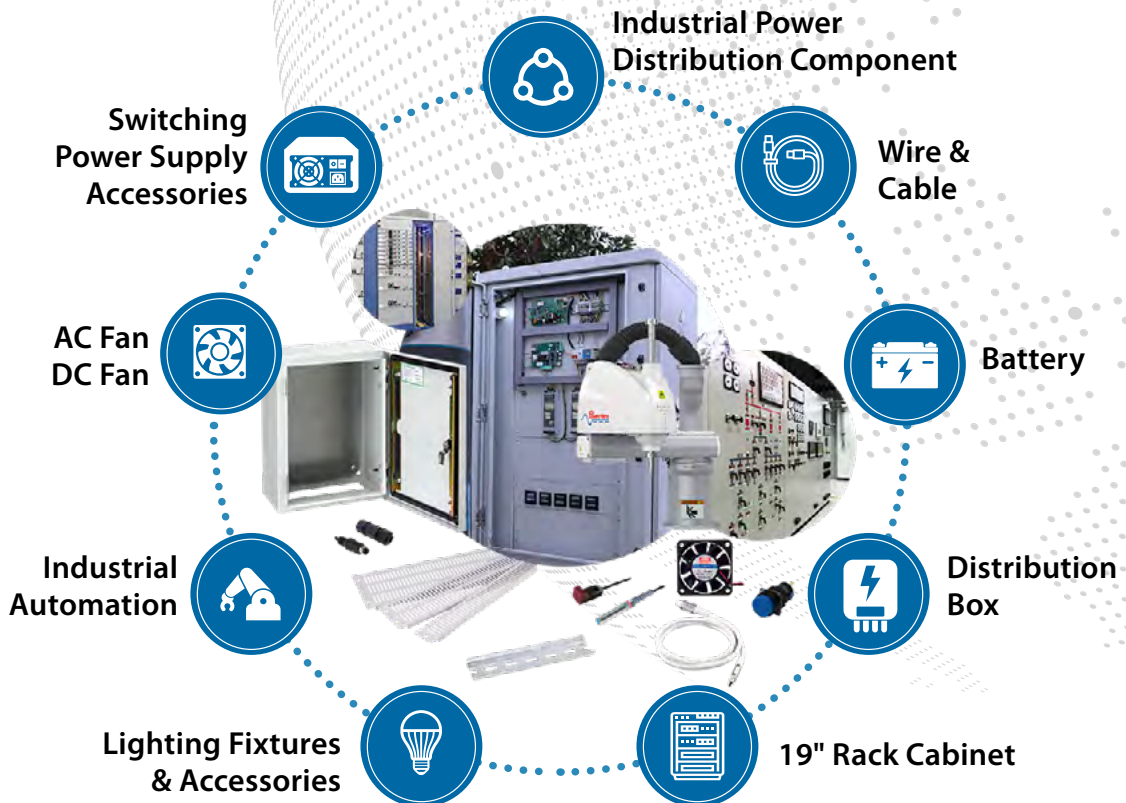 Industrial Power
Distribution Component
Switching
Power Supply
Accessories
Wire &
Cable
AC Fan
DC Fan
Battery
Industrial
Automation
Distribution
Box
Lighting Fixtures
& Accessories
19" Rack Cabinet